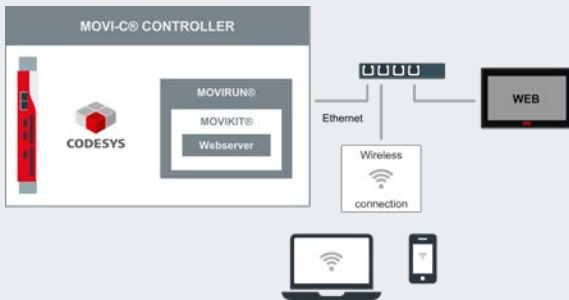 MOVI-C® CONTROLLER
CODESYS
MOVIRUN®
MOVIKIT®
Webserver
Ethernet
Wireless
connection
WEB